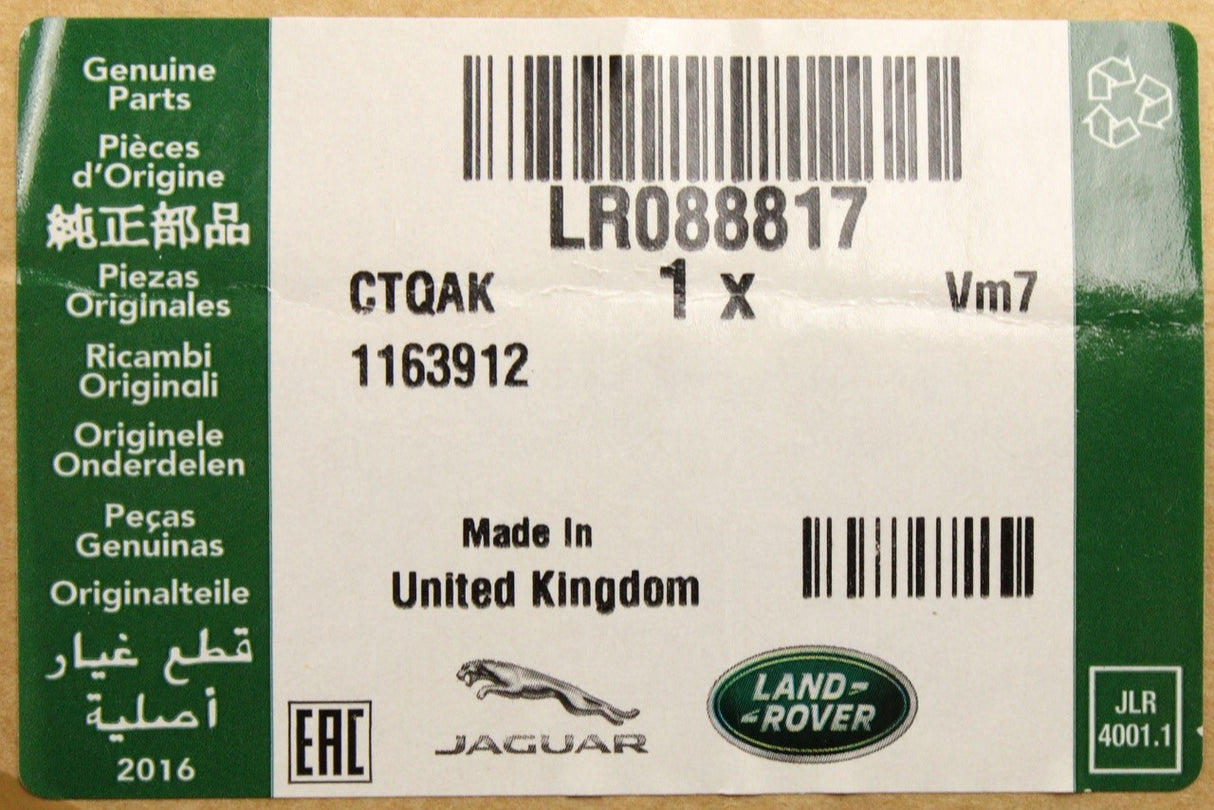 Genuine
Parts
Pièces
d'Origine
純正部品
Piezas
Originales
Ricambi
Originali
Originele
Onderdelen
Peças
Genuinas
Originalteile
قطع غيار
أصلية
2016
LR088817
CTQAK 1 x Vm7
1163912
Made In
United Kingdom
EAC
JAGUAR
LAND-
-ROVER
JLR
4001.1